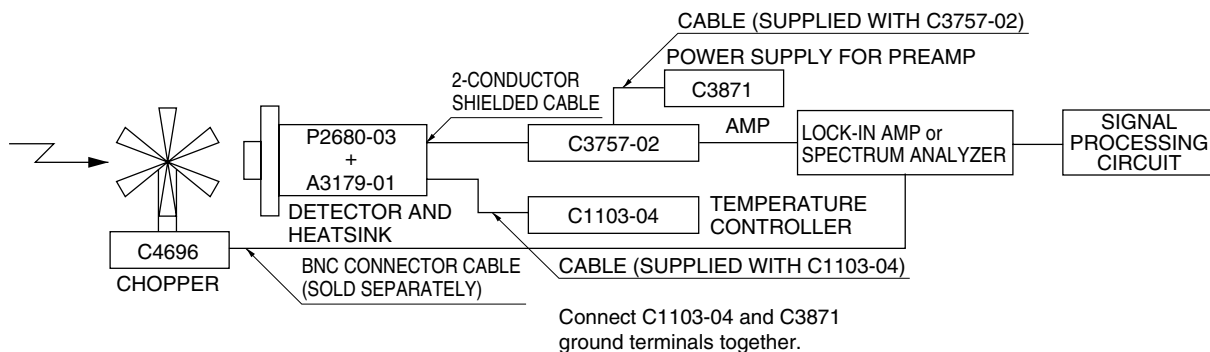 CABLE (SUPPLIED WITH C3757-02)
POWER SUPPLY FOR PREAMP
C3871
2-CONDUCTOR
SHIELDED CABLE
P2680-03
+
A3179-01
DETECTOR AND
HEATSINK
C3757-02
AMP
LOCK-IN AMP or
SPECTRUM ANALYZER
SIGNAL
PROCESSING
CIRCUIT
C1103-04
TEMPERATURE
CONTROLLER
C4696
CHOPPER
BNC CONNECTOR CABLE
(SOLD SEPARATELY)
CABLE (SUPPLIED WITH C1103-04)
Connect C1103-04 and C3871
ground terminals together.